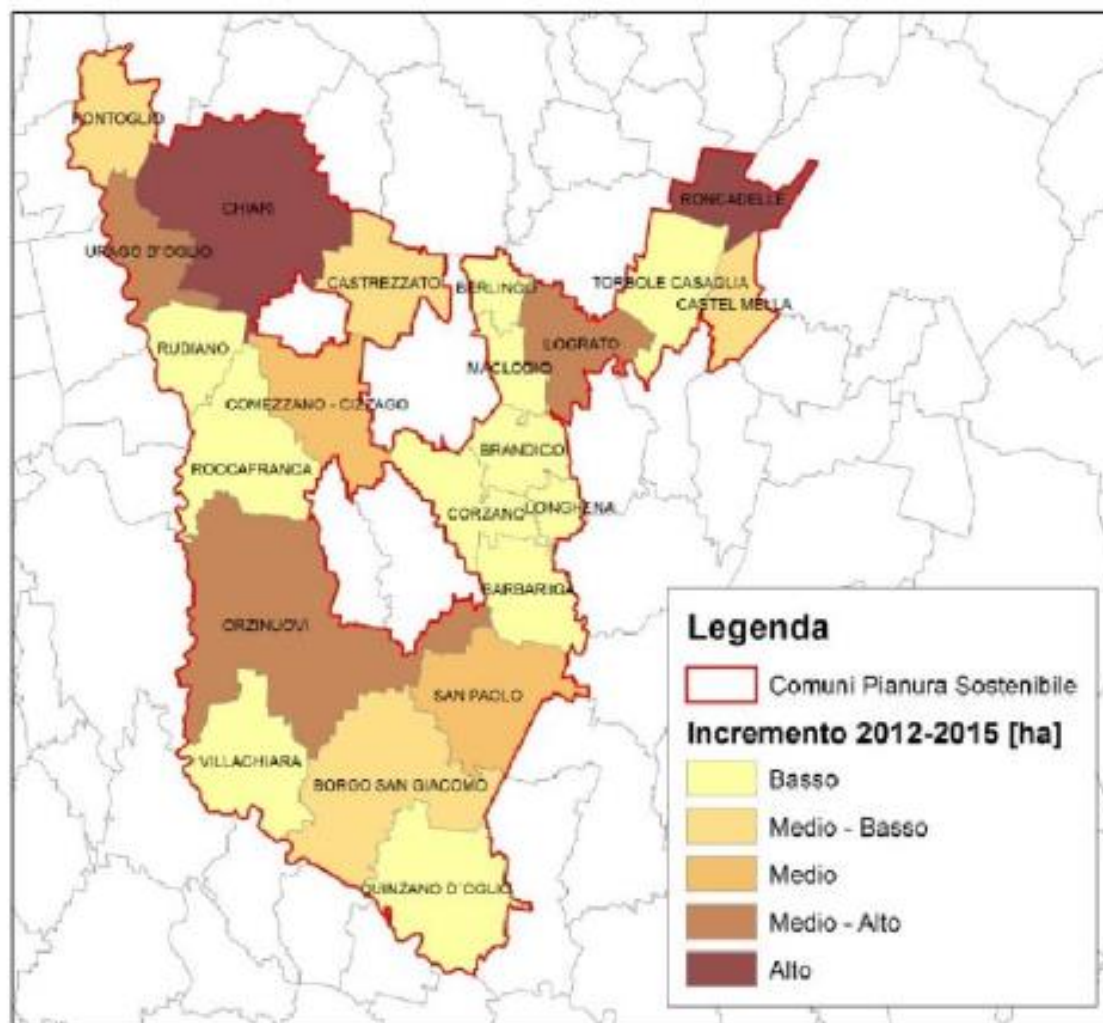 PONTOGLIO
CHIARI
RONCADELLE
URAGO D'OGLIO
CASTREZZATO
BERLINGO
TORBOLE CASAGLIA
CASTEL MELLA
RUDIANO
LOGRATO
MACLODIO
COMEZZANO - CIZZAGO
BRANDICO
ROCCAFRANCA
CORZANO
LONGHENA
BARBARIGA
ORZINUOVI
SAN PAOLO
VILLACHIARA
BORGO SAN GIACOMO
QUINZANO D'OGLIO
Legenda
Comuni Pianura Sostenibile
Incremento 2012-2015 [ha]
Basso
Medio - Basso
Medio
Medio - Alto
Alto